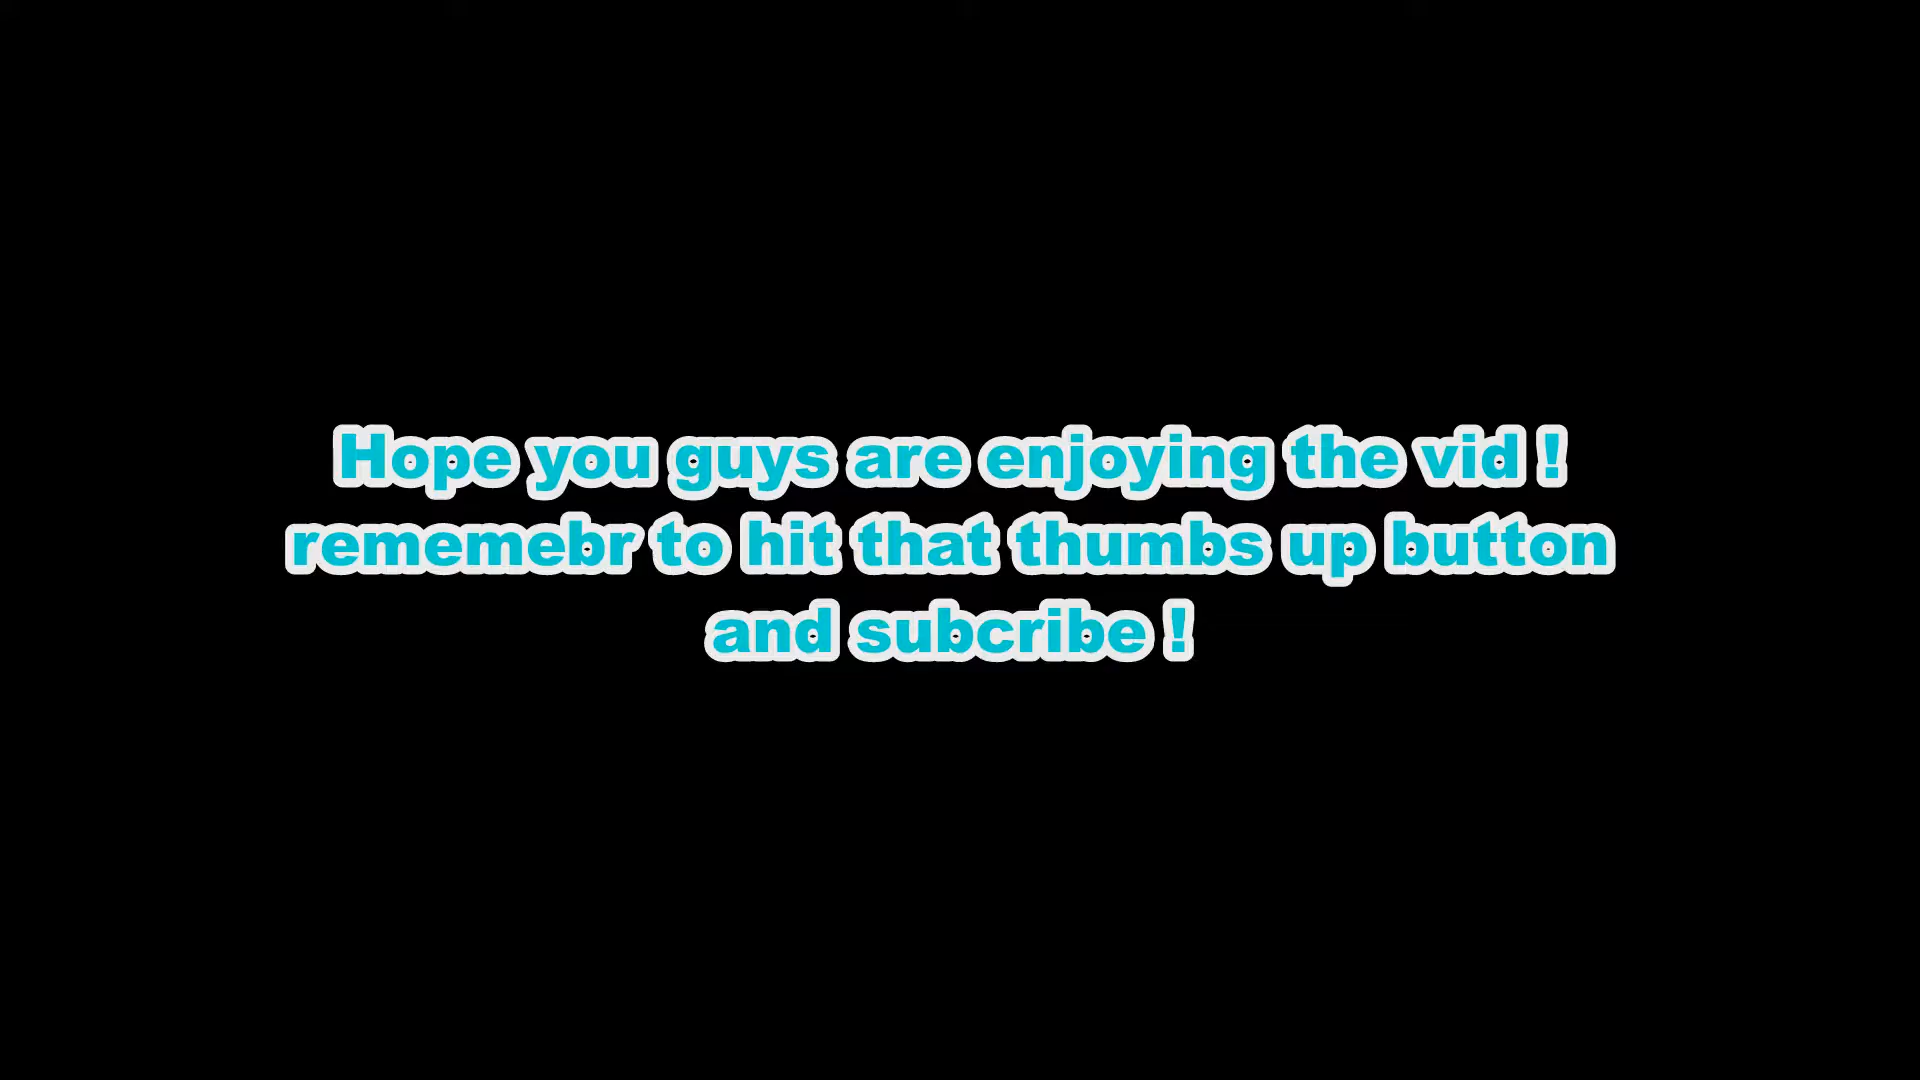 Hope you guys are enjoying the vid !
rememebr to hit that thumbs up button
and subcribe !